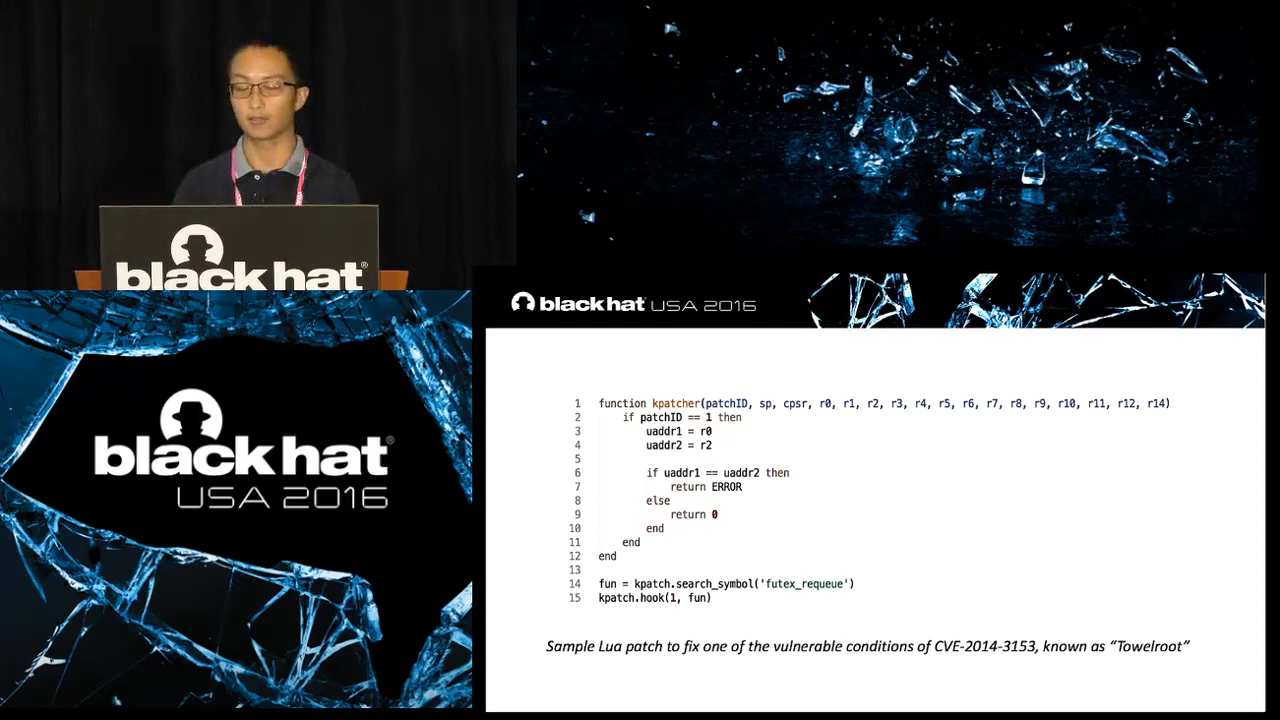 black hat®
black hat®
USA 2016
black hat USA 2016
1 function kpatcher(patchID, sp, cpsr, r0, r1, r2, r3, r4, r5, r6, r7, r8, r9, r10, r11, r12, r14)
2 if patchID == 1 then
3 uaddr1 = r0
4 uaddr2 = r2
5
6 if uaddr1 == uaddr2 then
7 return ERROR
8 else
9 return 0
10 end
11 end
12 end
13
14 fun = kpatch.search_symbol('futex_requeue')
15 kpatch.hook(1, fun)
Sample Lua patch to fix one of the vulnerable conditions of CVE-2014-3153, known as “Towelroot”